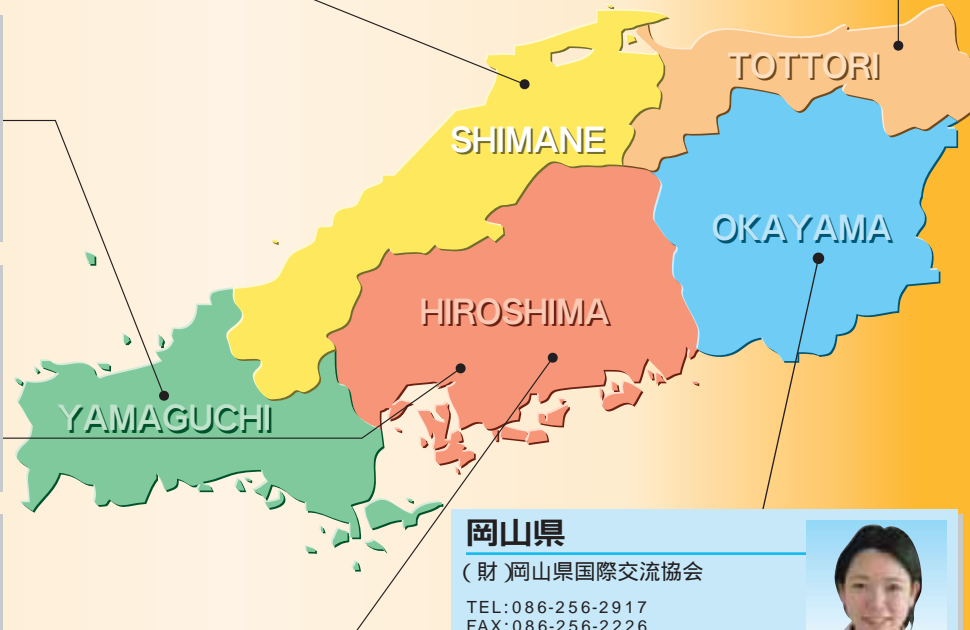 TOTTORI
SHIMANE
OKAYAMA
HIROSHIMA
YAMAGUCHI
岡山県
(財)岡山県国際交流協会
TEL:086-256-2917
FAX:086-256-2226